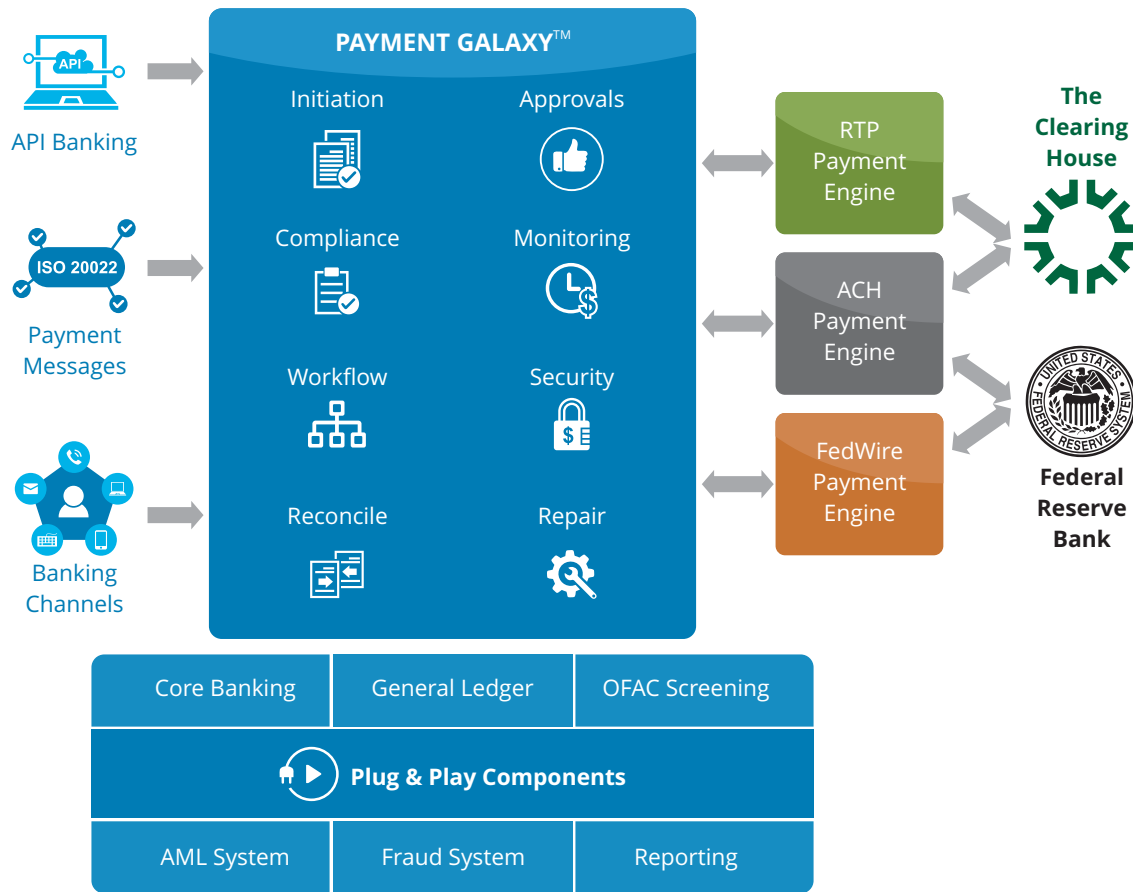 PAYMENT GALAXY™
API
API Banking
ISO 20022
Payment
Messages
Banking
Channels
Initiation
Approvals
Compliance
Monitoring
Workflow
Security
Reconcile
Repair
RTP
Payment
Engine
ACH
Payment
Engine
FedWire
Payment
Engine
The
Clearing
House
UNITED STATES
FEDERAL RESERVE SYSTEM
Federal
Reserve
Bank
Core Banking
General Ledger
OFAC Screening
Plug & Play Components
AML System
Fraud System
Reporting